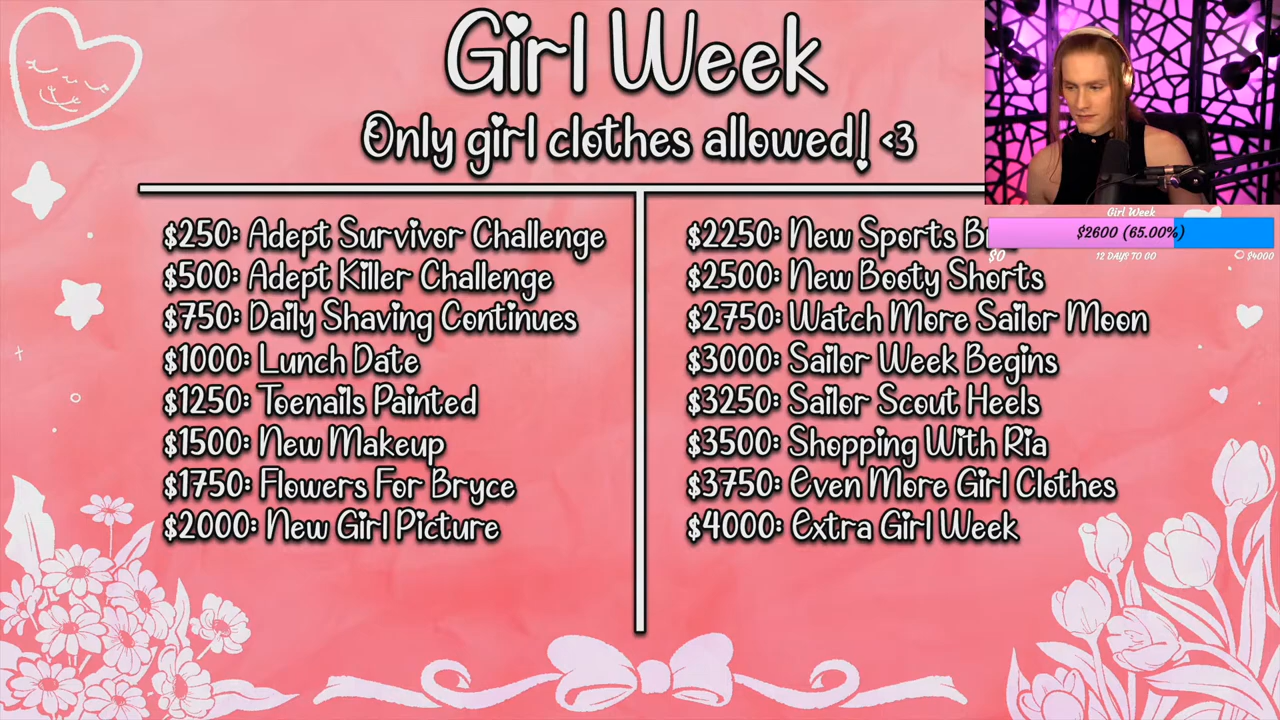 Girl Week
Only girl clothes allowed! <3
$250: Adept Survivor Challenge
$500: Adept Killer Challenge
$750: Daily Shaving Continues
$1000: Lunch Date
$1250: Toenails Painted
$1500: New Makeup
$1750: Flowers For Bryce
$2000: New Girl Picture
$2250: New Sports
$2500: New Booty Shorts
$2750: Watch More Sailor Moon
$3000: Sailor Week Begins
$3250: Sailor Scout Heels
$3500: Shopping With Ria
$3750: Even More Girl Clothes
$4000: Extra Girl Week
Girl Week
$2600 (65.00%)
$0 12 DAYS TO GO $4000